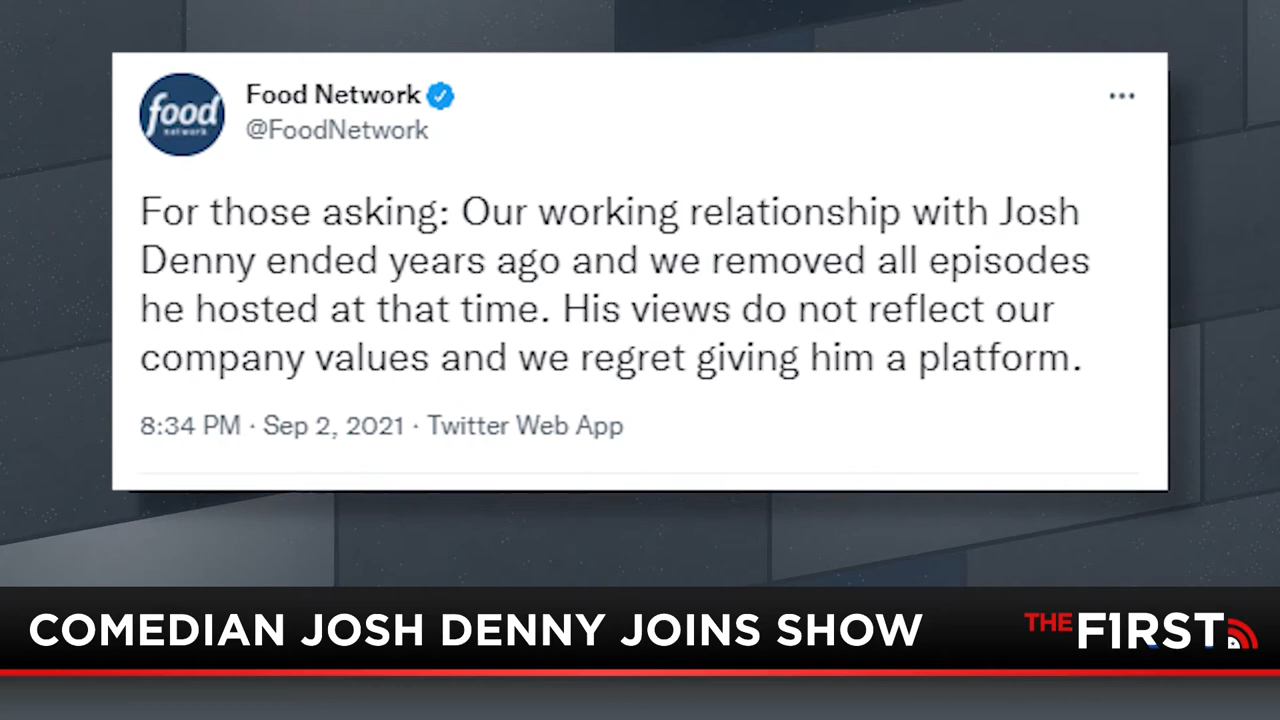 food
network
Food Network
@FoodNetwork
For those asking: Our working relationship with Josh
Denny ended years ago and we removed all episodes
he hosted at that time. His views do not reflect our
company values and we regret giving him a platform.
8:34 PM · Sep 2, 2021 · Twitter Web App
COMEDIAN JOSH DENNY JOINS SHOW
THE F1RST